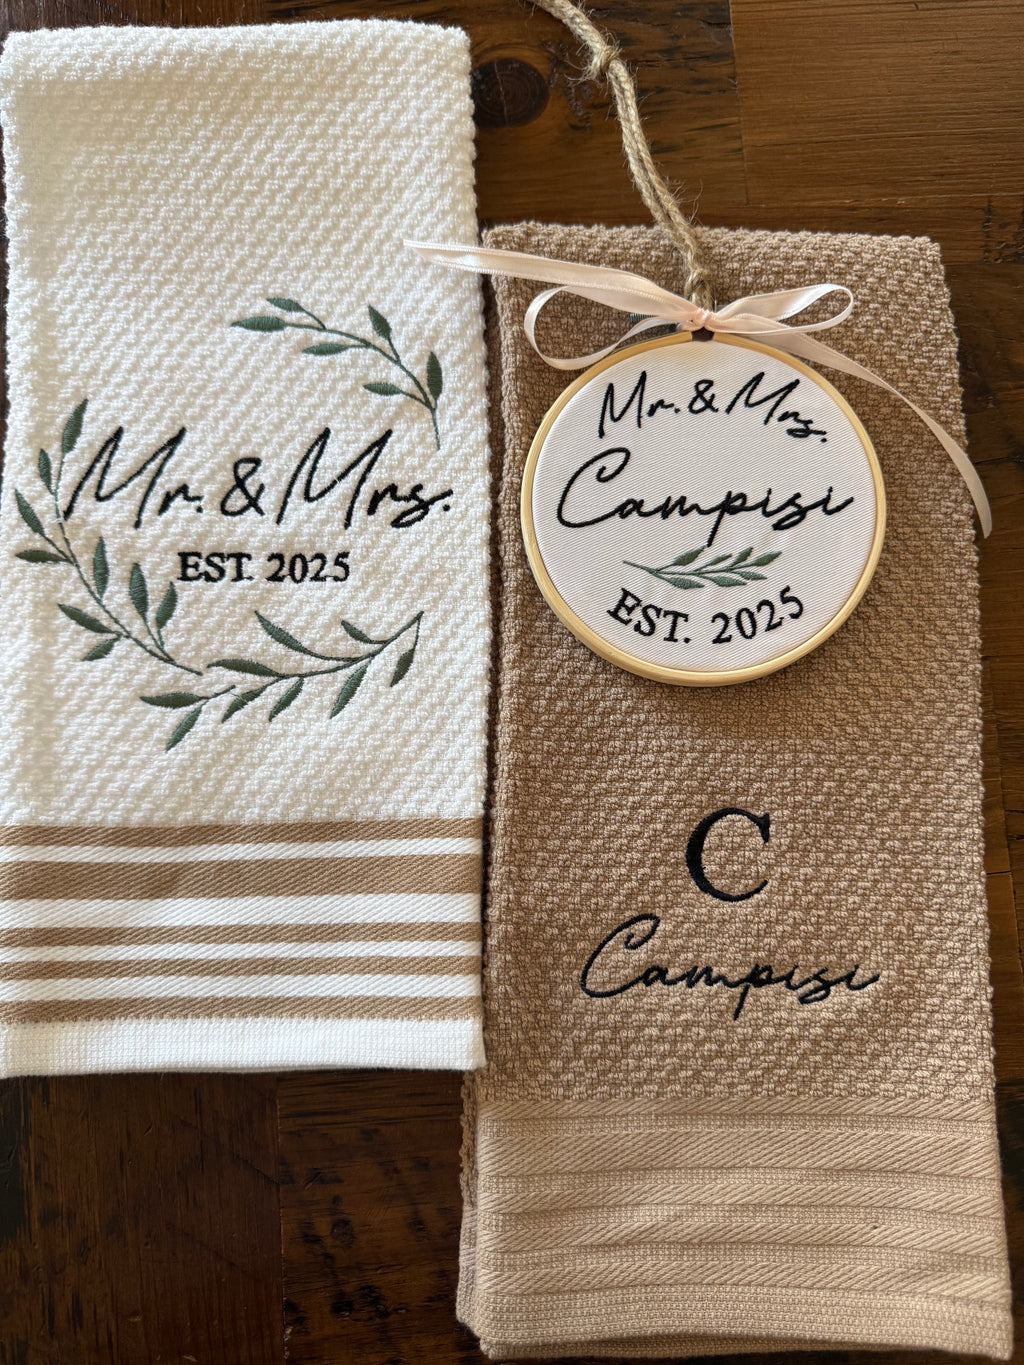 Mr. & Mrs.
EST. 2025
Mr. & Mrs.
Campisi
EST. 2025
C
Campisi